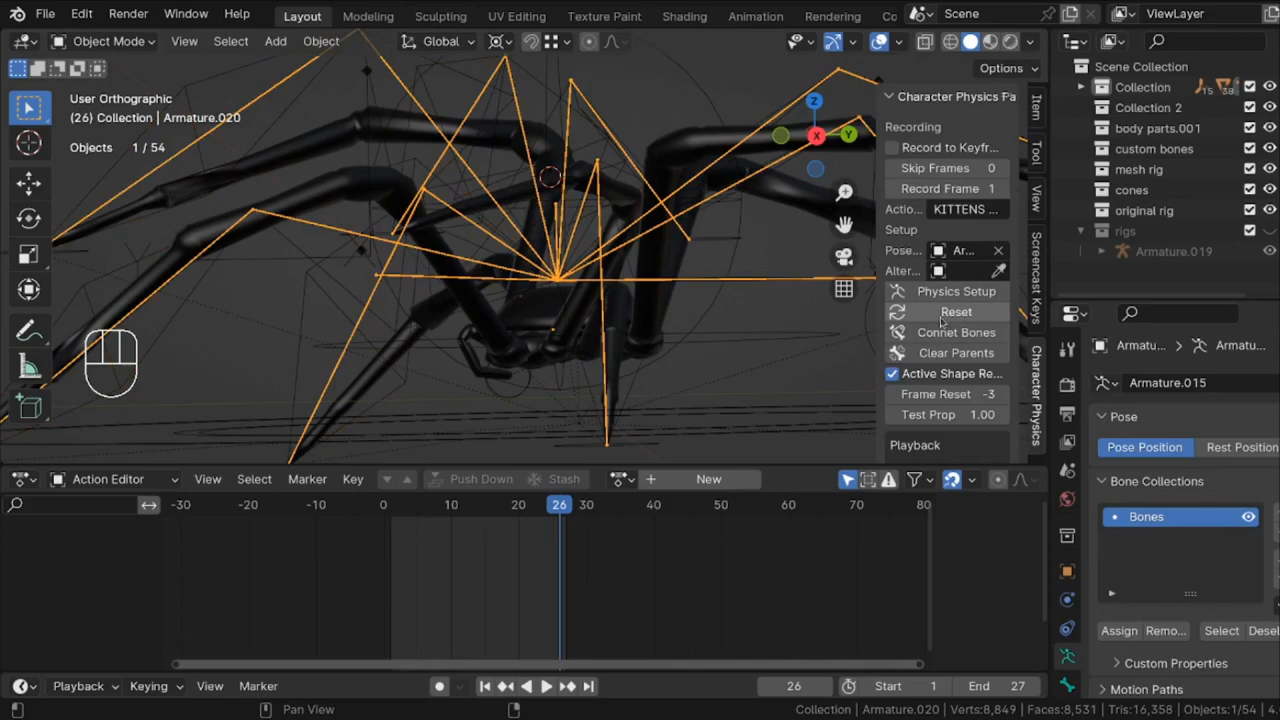 File Edit Render Window Help Layout Modeling Sculpting UV Editing Texture Paint Shading Animation Rendering Co Scene ViewLayer
Object Mode View Select Add Object Global
Options
User Orthographic
(26) Collection | Armature.020
Objects 1 / 54
Z
X
Y
Character Physics Pa
Recording
Record to Keyfr...
Skip Frames 0
Record Frame 1
Actio... KITTENS ...
Setup
Pose... Ar...
Alter...
Physics Setup
Reset
Connet Bones
Clear Parents
Active Shape Re...
Frame Reset -3
Test Prop 1.00
Playback
Item
Tool
View
Screencast Keys
Character Physics
Scene Collection
Collection 15 38
Collection 2
body parts.001
custom bones
mesh rig
cones
original rig
rigs
Armature.019
Armatu... Armatu...
Armature.015
Pose
Pose Position Rest Position
Bone Collections
Bones
Assign Remo... Select Desel
Custom Properties
Motion Paths
Action Editor View Select Marker Key Push Down Stash New
-30 -20 -10 0 10 20 26 30 40 50 60 70 80
Playback Keying View Marker 26 Start 1 End 27
Pan View
Collection | Armature.020 | Verts:8,849 | Faces:8,531 | Tris:16,358 | Objects:1/54 | 4.